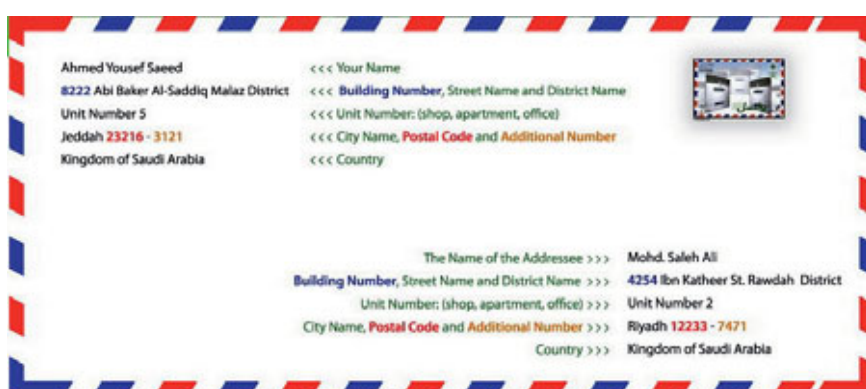 Ahmed Yousef Saeed <<< Your Name
8222 Abi Baker Al-Saddiq Malaz District <<< Building Number, Street Name and District Name
Unit Number 5 <<< Unit Number: (shop, apartment, office)
Jeddah 23216 - 3121 <<< City Name, Postal Code and Additional Number
Kingdom of Saudi Arabia <<< Country
The Name of the Addressee >>> Mohd. Saleh Ali
Building Number, Street Name and District Name >>> 4254 Ibn Katheer St. Rawdah District
Unit Number: (shop, apartment, office) >>> Unit Number 2
City Name, Postal Code and Additional Number >>> Riyadh 12233 - 7471
Country >>> Kingdom of Saudi Arabia